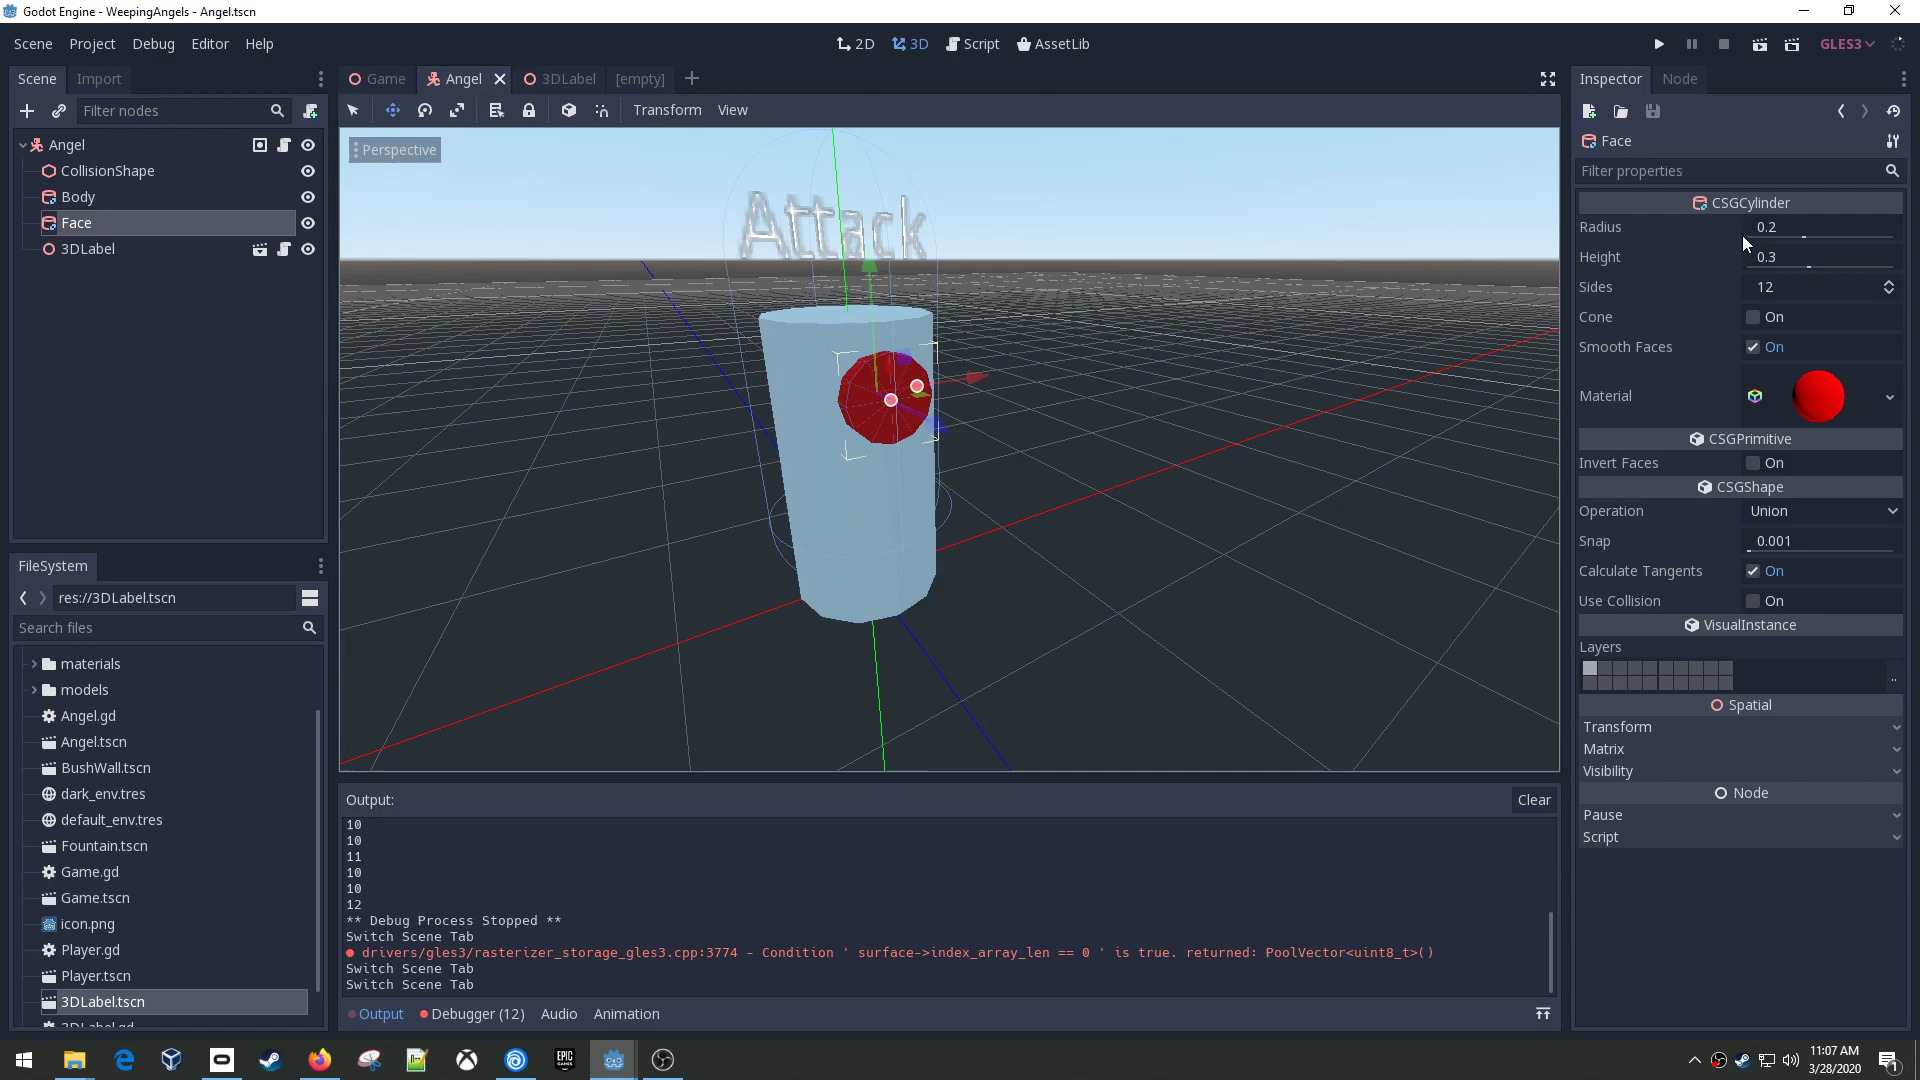 Godot Engine - WeepingAngels - Angel.tscn
Scene Project Debug Editor Help
2D 3D Script AssetLib
GLES3
Scene Import
Filter nodes
Angel
CollisionShape
Body
Face
3DLabel
Game Angel 3DLabel [empty]
Transform View
Perspective
Attack
Inspector Node
Face
Filter properties
CSGCylinder
Radius 0.2
Height 0.3
Sides 12
Cone On
Smooth Faces On
Material
CSGPrimitive
Invert Faces On
CSGShape
Operation Union
Snap 0.001
Calculate Tangents On
Use Collision On
VisualInstance
Layers
..
Spatial
Transform
Matrix
Visibility
Node
Pause
Script
FileSystem
res://3DLabel.tscn
Search files
materials
models
Angel.gd
Angel.tscn
BushWall.tscn
dark_env.tres
default_env.tres
Fountain.tscn
Game.gd
Game.tscn
icon.png
Player.gd
Player.tscn
3DLabel.tscn
3DLabel.gd
Output: Clear
10
10
11
10
10
12
** Debug Process Stopped **
Switch Scene Tab
drivers/gles3/rasterizer_storage_gles3.cpp:3774 - Condition ' surface->index_array_len == 0 ' is true. returned: PoolVector<uint8_t>()
Switch Scene Tab
Switch Scene Tab
Output Debugger (12) Audio Animation
EPIC GAMES
11:07 AM
3/28/2020
1